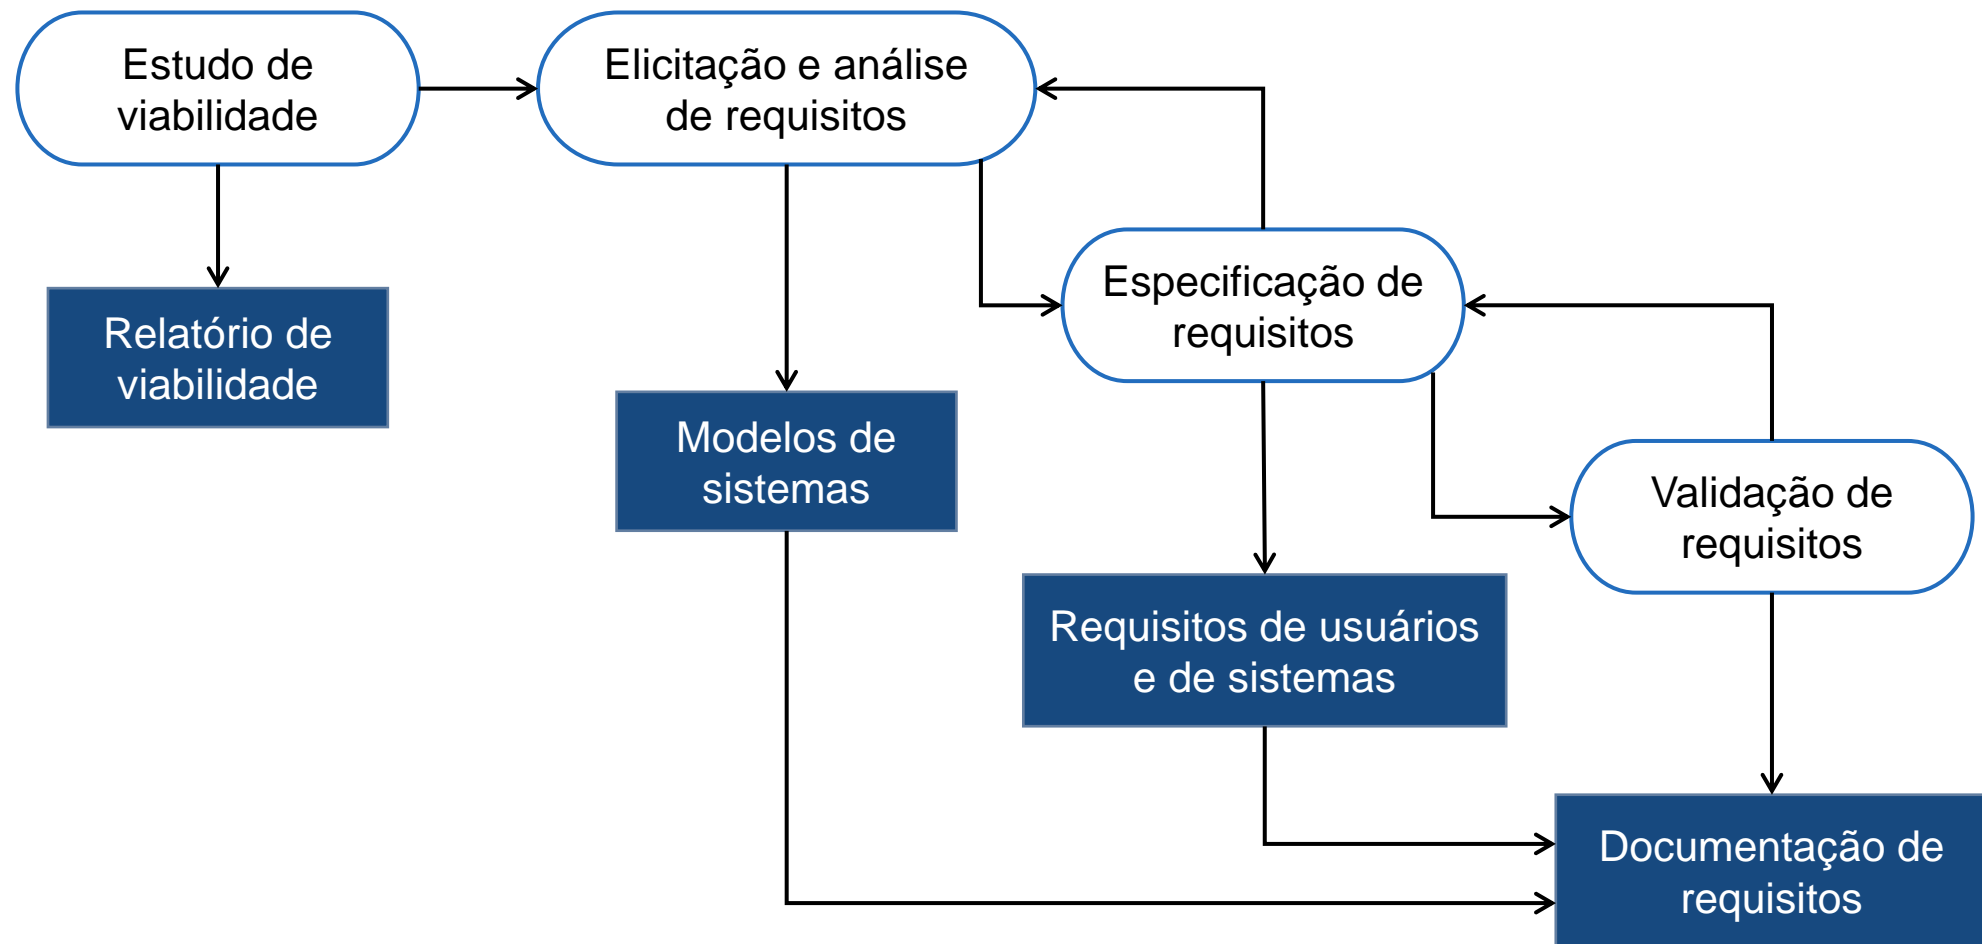 Estudo de
viabilidade
Elicitação e análise
de requisitos
Especificação de
requisitos
Relatório de
viabilidade
Modelos de
sistemas
Validação de
requisitos
Requisitos de usuários
e de sistemas
Documentação de
requisitos